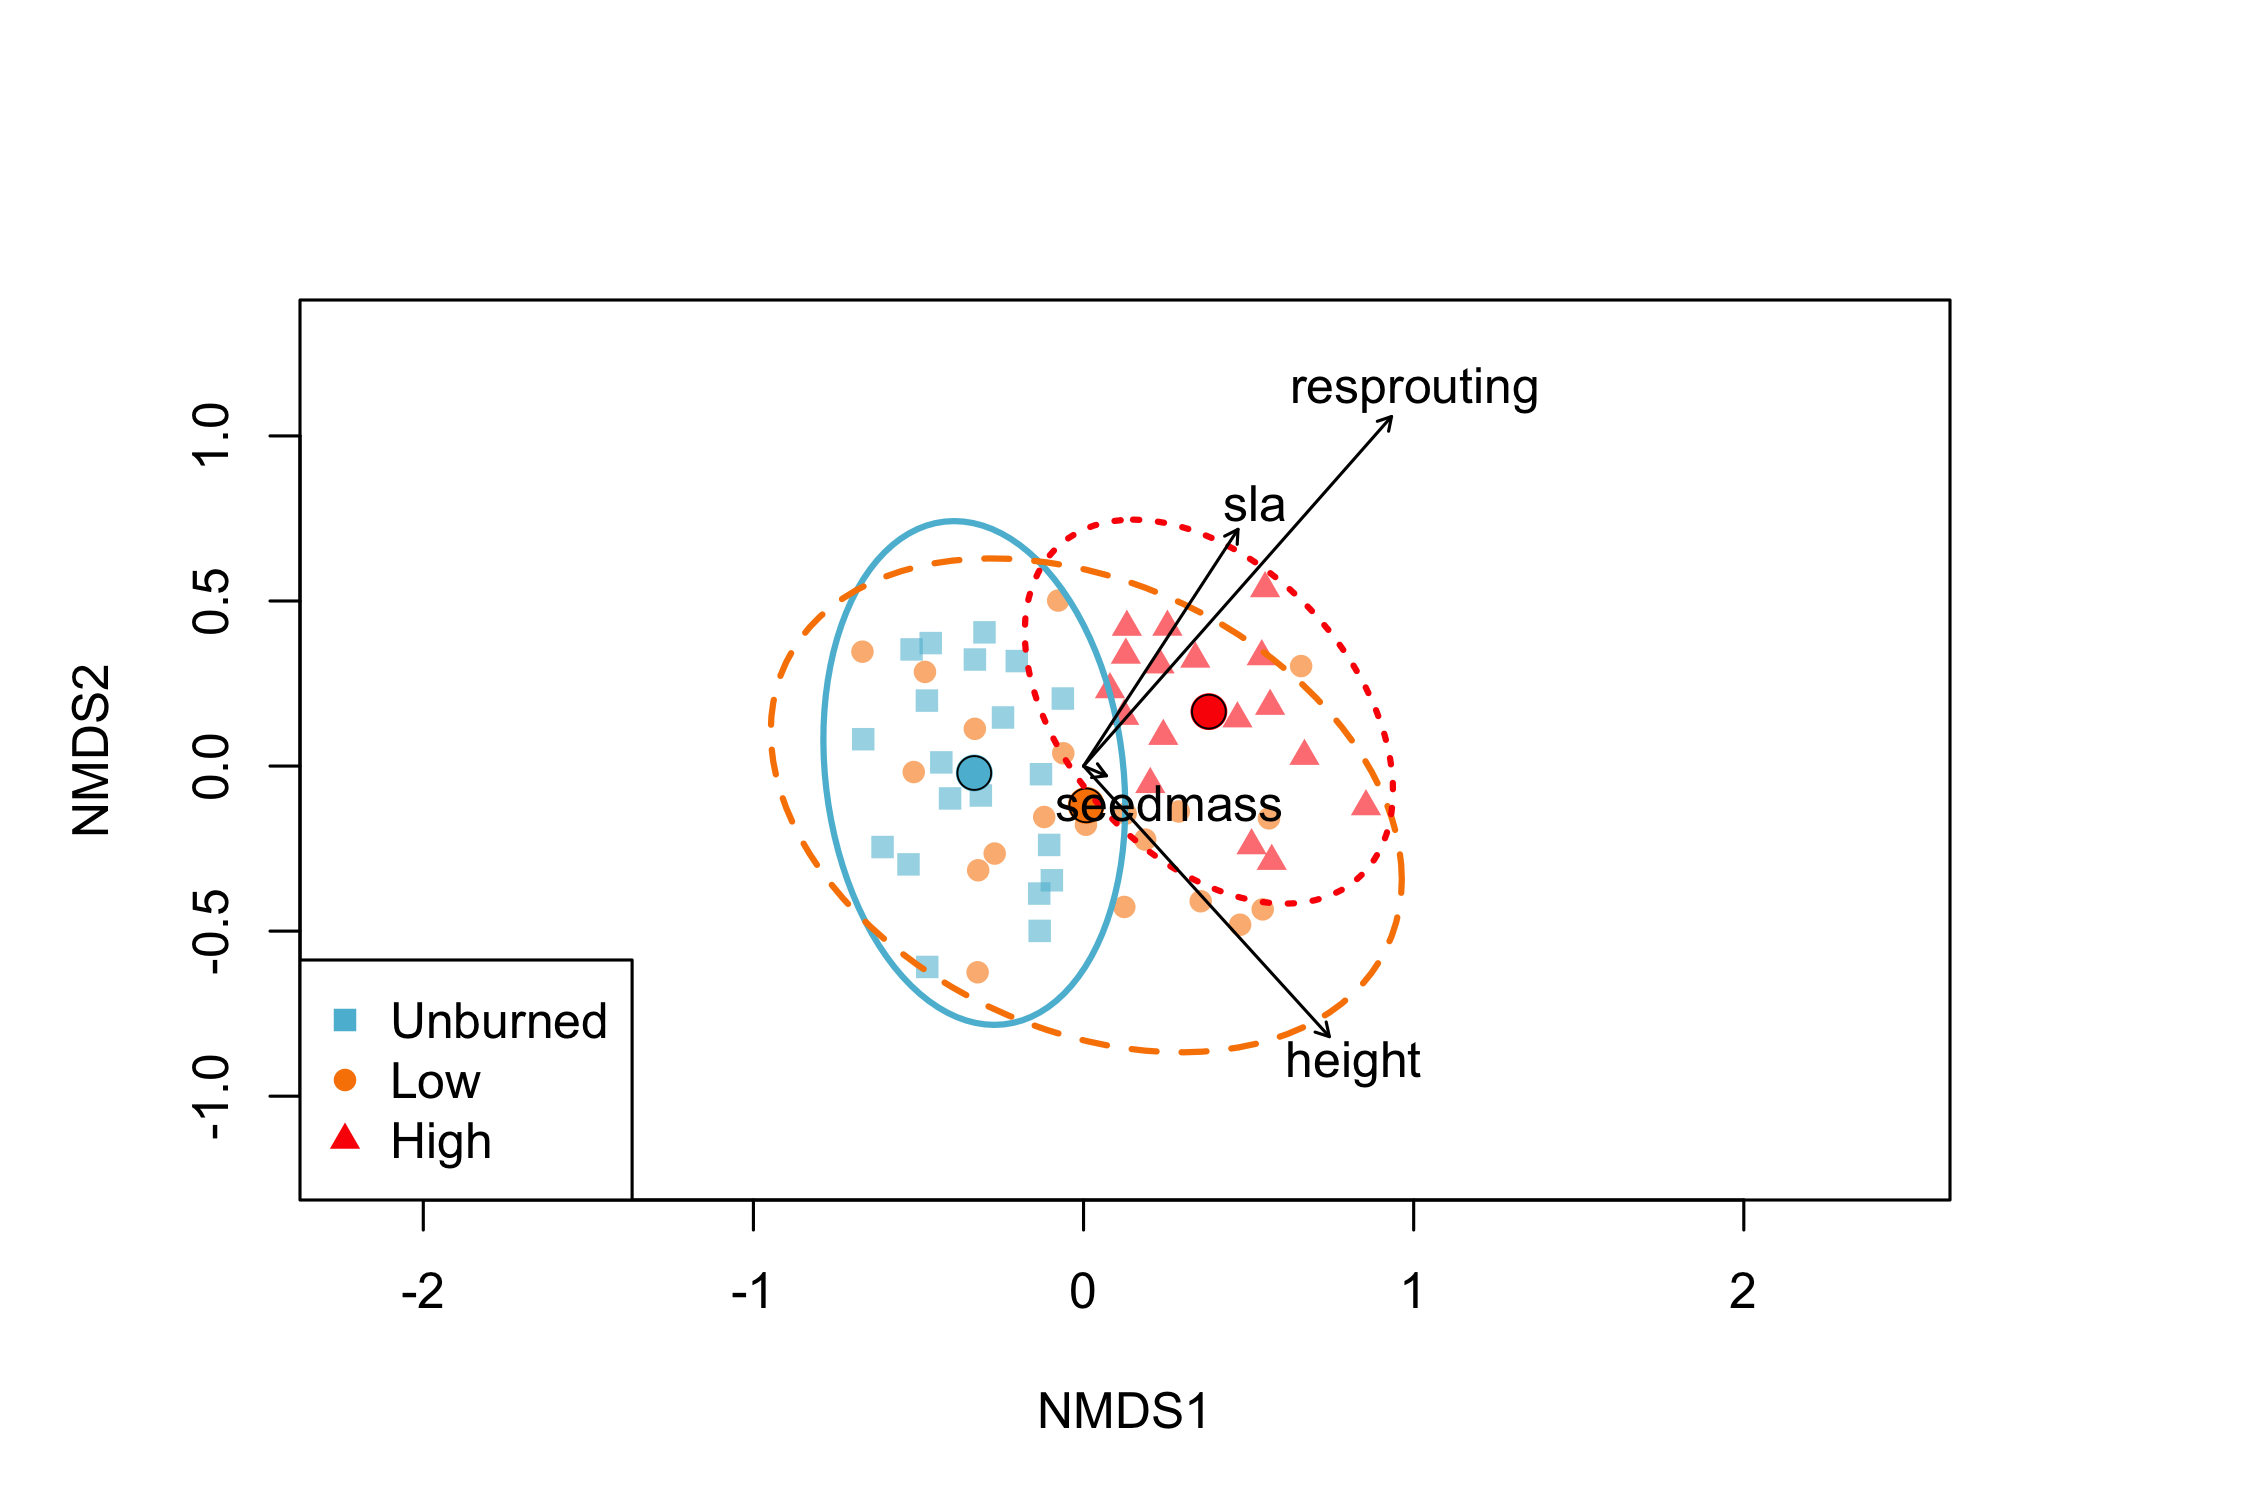 resprouting
sla
seedmass
height
NMDS2
1.0
0.5
0.0
-0.5
-1.0
Unburned
Low
High
-2
-1
0
1
2
NMDS1